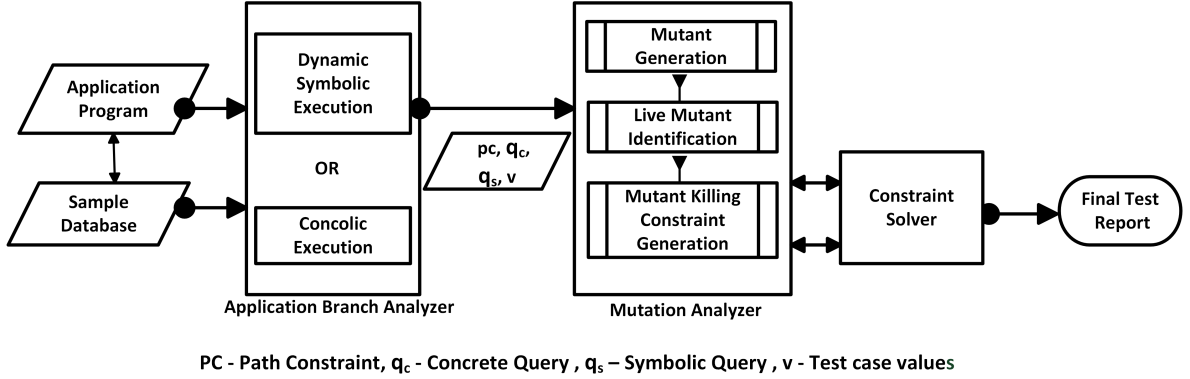 Application
Program
Sample
Database
Dynamic
Symbolic
Execution
OR
Concolic
Execution
Application Branch Analyzer
pc, qc,
qs, v
Mutant
Generation
Live Mutant
Identification
Mutant Killing
Constraint
Generation
Mutation Analyzer
Constraint
Solver
Final Test
Report
PC - Path Constraint, qc - Concrete Query , qs – Symbolic Query , v - Test case values